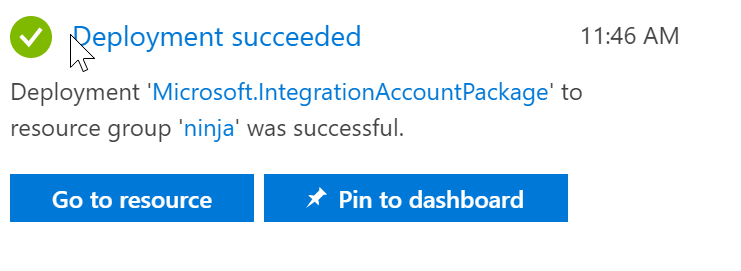 Deployment succeeded 11:46 AM
Deployment 'Microsoft.IntegrationAccountPackage' to
resource group 'ninja' was successful.
Go to resource Pin to dashboard